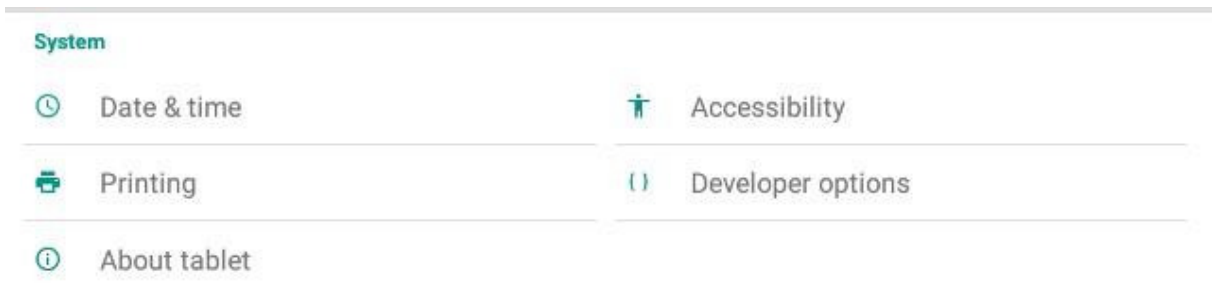 System
Date & time
Accessibility
Printing
Developer options
About tablet